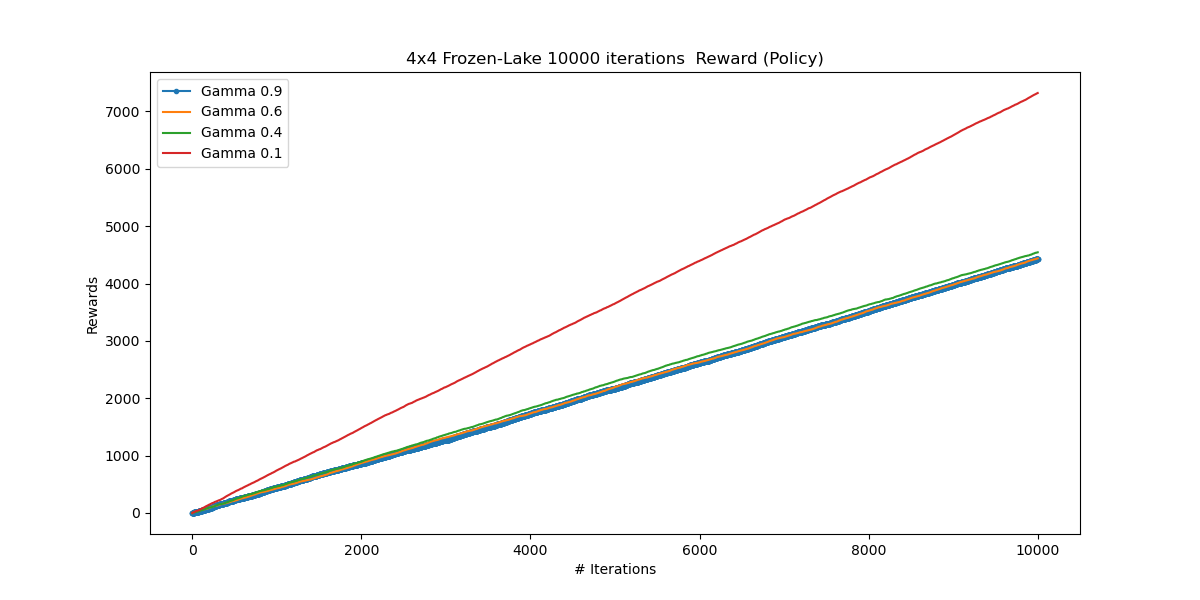 4x4 Frozen-Lake 10000 iterations  Reward (Policy)
Gamma 0.9
Gamma 0.6
Gamma 0.4
Gamma 0.1
7000
6000
5000
4000
3000
2000
1000
0
Rewards
0 2000 4000 6000 8000 10000
# Iterations